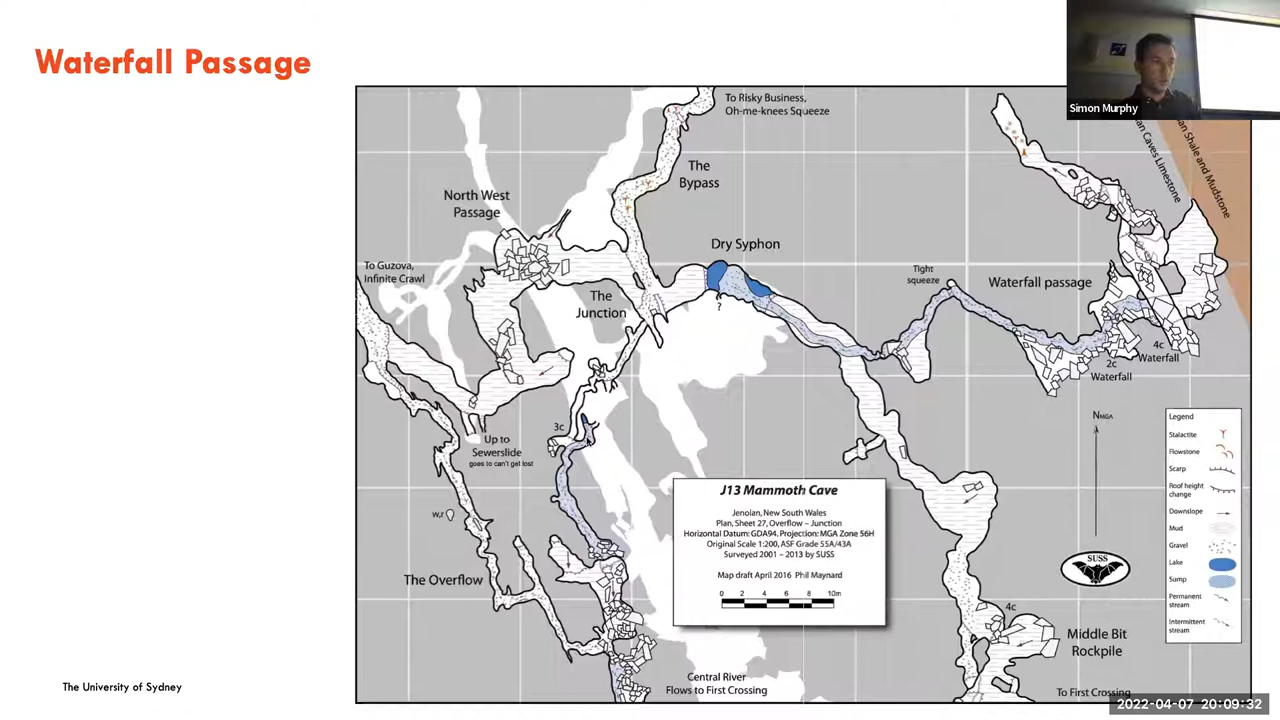 Waterfall Passage
Simon Murphy
To Risky Business,
Oh-me-knees Squeeze
The
Bypass
North West
Passage
Dry Syphon
To Guzova,
Infinite Crawl
The
Junction
Tight
squeeze
Waterfall passage
an Caves Limestone
an Shale and Mudstone
4c
Waterfall
2c
Waterfall
3c
Up to
Sewerslide
goes to can't get lost
w,r
The Overflow
NMGA
J13 Mammoth Cave
Jenolan, New South Wales
Plan, Sheet 27, Overflow – Junction
Horizontal Datum: GDA94. Projection: MGA Zone 56H
Original Scale 1:200, ASF Grade 55A/43A
Surveyed 2001 – 2013 by SUSS
Map draft April 2016 Phil Maynard
0 2 4 6 8 10m
?
SUSS
Legend
Stalactite
Flowstone
Scarp
Roof height
change
Downslope
Mud
Gravel
Lake
Sump
Permanent
stream
Intermittent
stream
4c
Middle Bit
Rockpile
Central River
Flows to First Crossing
To First Crossing
The University of Sydney
2022-04-07 20:09:32